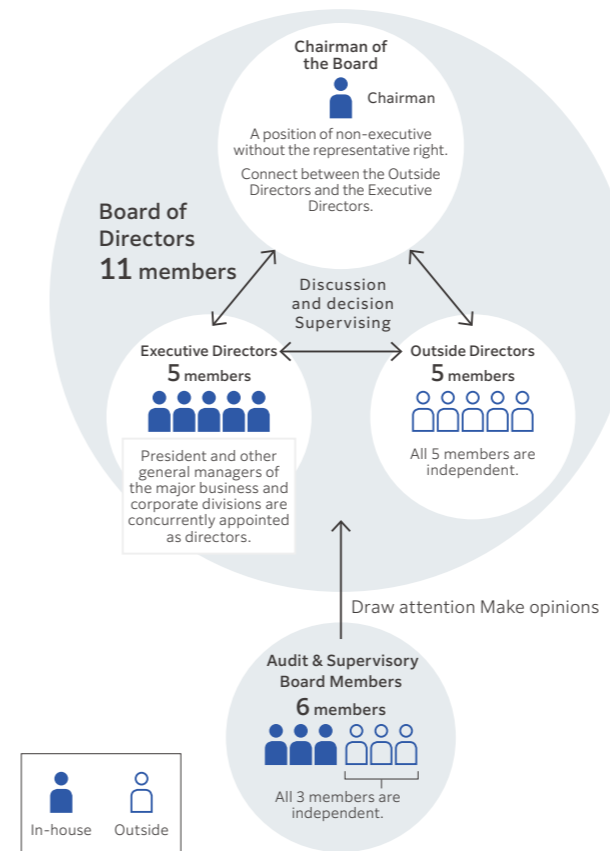 Chairman of
the Board
Chairman
A position of non-executive
without the representative right.
Connect between the Outside
Directors and the Executive
Directors.
Board of
Directors
11 members
Discussion
and decision
Supervising
Executive Directors
5 members
President and other
general managers of
the major business and
corporate divisions are
concurrently appointed
as directors.
Outside Directors
5 members
All 5 members are
independent.
Draw attention Make opinions
Audit & Supervisory
Board Members
6 members
All 3 members are
independent.
In-house
Outside